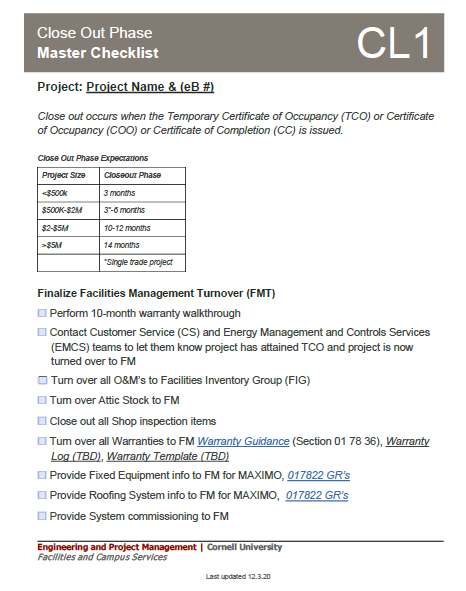 Close Out Phase
Master Checklist
CL1
Project: Project Name & (eB #)
Close out occurs when the Temporary Certificate of Occupancy (TCO) or Certificate
of Occupancy (COO) or Certificate of Completion (CC) is issued.
Close Out Phase Expectations
Project Size Closeout Phase
<$500k 3 months
$500K-$2M 3*-6 months
$2-$5M 10-12 months
>$5M 14 months
*Single trade project
Finalize Facilities Management Turnover (FMT)
Perform 10-month warranty walkthrough
Contact Customer Service (CS) and Energy Management and Controls Services
(EMCS) teams to let them know project has attained TCO and project is now
turned over to FM
Turn over all O&M's to Facilities Inventory Group (FIG)
Turn over Attic Stock to FM
Close out all Shop inspection items
Turn over all Warranties to FM Warranty Guidance (Section 01 78 36), Warranty
Log (TBD), Warranty Template (TBD)
Provide Fixed Equipment info to FM for MAXIMO, 017822 GR's
Provide Roofing System info to FM for MAXIMO, 017822 GR's
Provide System commissioning to FM
Engineering and Project Management | Cornell University
Facilities and Campus Services
Last updated 12.3.20